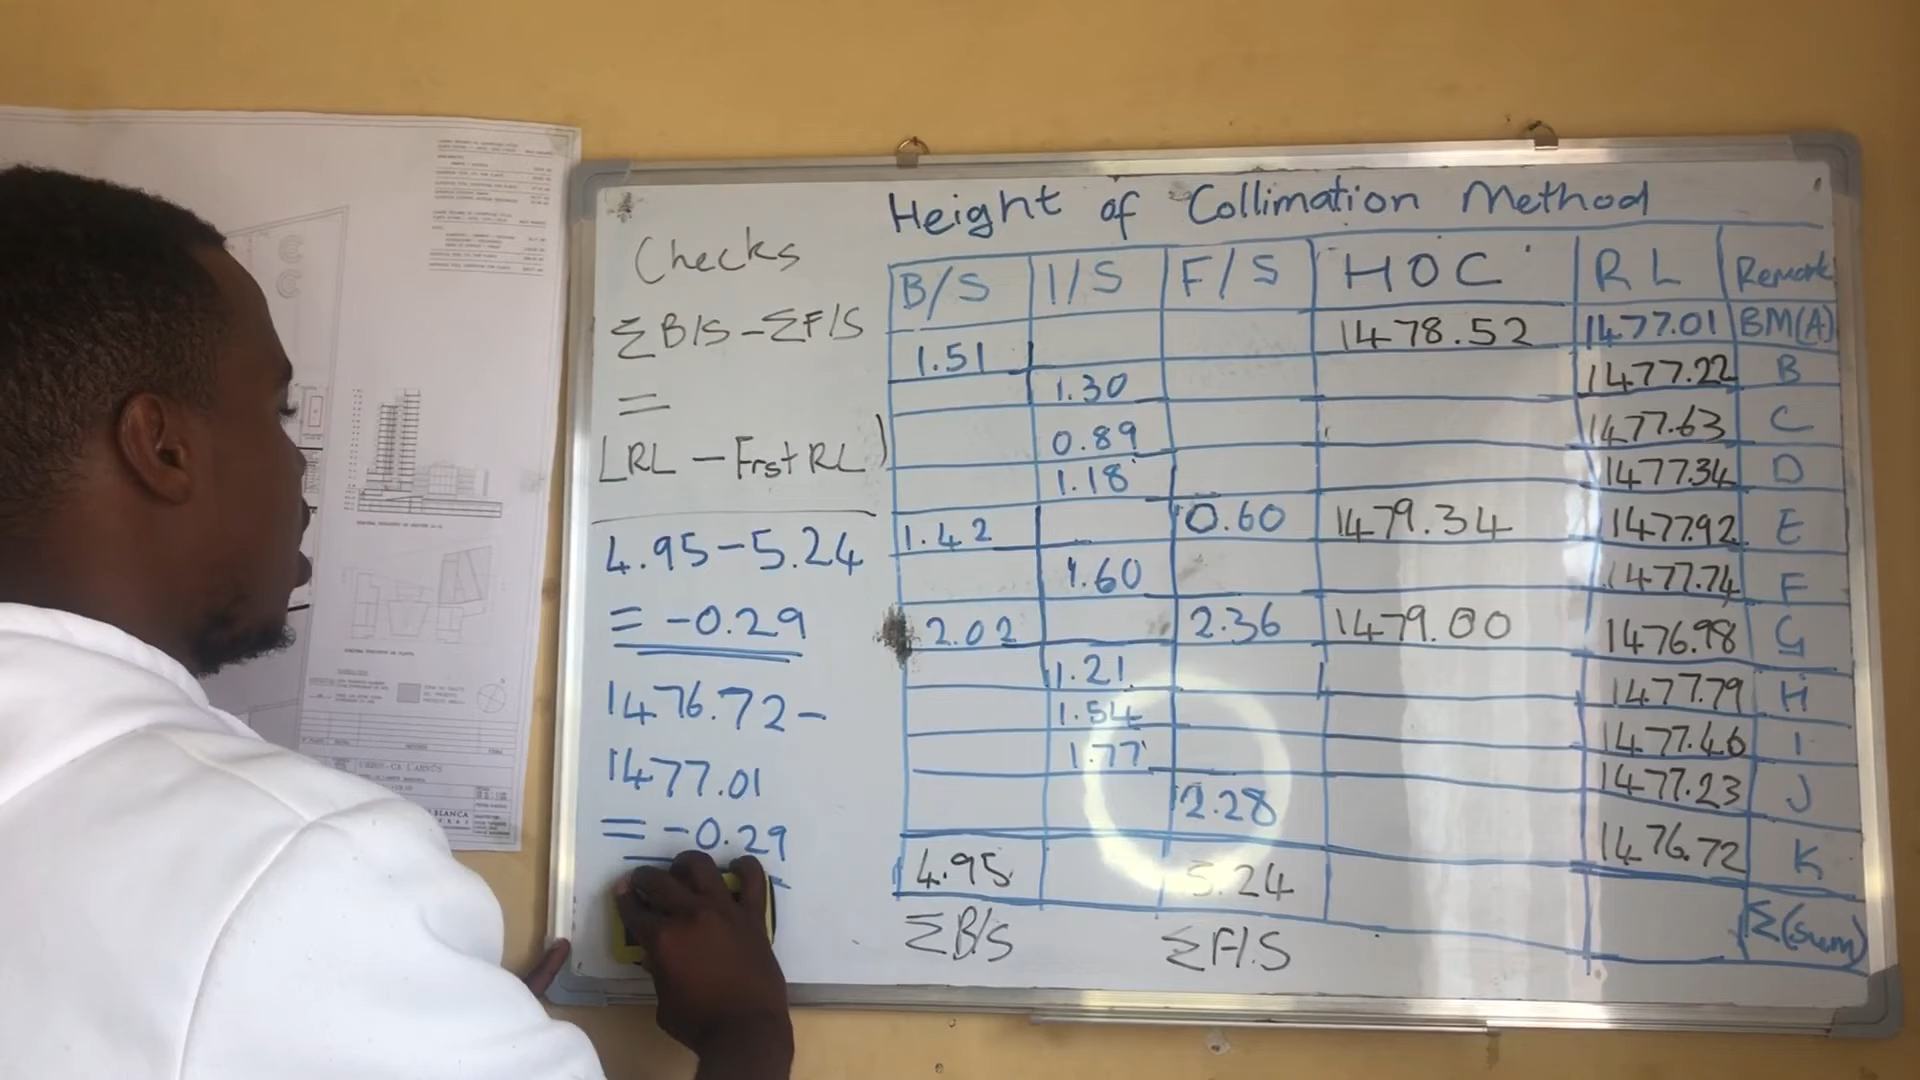 Checks
ΣB/S - ΣF/S
=
LRL - Frst RL)
4.95 - 5.24
= -0.29
1476.72 -
1477.01
= -0.29
Height of Collimation Method
B/S I/S F/S HOC RL Remark
1.51 1478.52 1477.01 BM(A)
1.30 1477.22 B
0.89 1477.63 C
1.18 1477.34 D
1.42 0.60 1479.34 1477.92 E
1.60 1477.74 F
2.02 2.36 1479.00 1476.98 G
1.21 1477.79 H
1.54 1477.46 I
1.77 1477.23 J
2.28 1476.72 K
4.95 5.24 Σ(sum)
ΣB/S ΣF/S